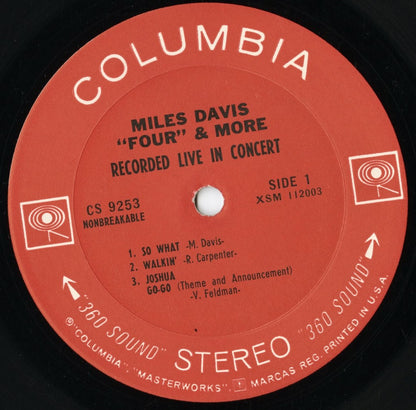 COLUMBIA
MILES DAVIS
"FOUR" & MORE
RECORDED LIVE IN CONCERT
CS 9253
NONBREAKABLE
SIDE 1
XSM 112003
1. SO WHAT -M. Davis-
2. WALKIN' -R. Carpenter-
3. JOSHUA
GO-GO (Theme and Announcement)
-V. Feldman-
"360 SOUND" STEREO "360 SOUND"
Ⓡ "COLUMBIA", "MASTERWORKS", MARCAS REG. PRINTED IN U.S.A.